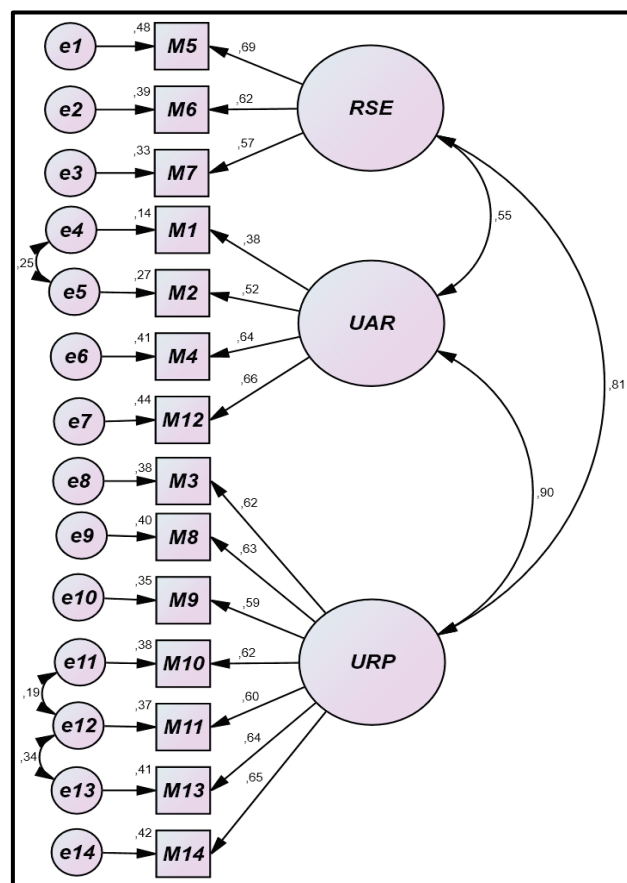 e1 ,48 M5 ,69
e2 ,39 M6 ,62 RSE
e3 ,33 M7 ,57
e4 ,14 M1 ,38 ,55
,25
e5 ,27 M2 ,52 UAR
e6 ,41 M4 ,64
,81
e7 ,44 M12 ,66
e8 ,38 M3 ,62 ,90
e9 ,40 M8 ,63
e10 ,35 M9 ,59
e11 ,38 M10 ,62 URP
,19
e12 ,37 M11 ,60
,34
e13 ,41 M13 ,64
e14 ,42 M14 ,65